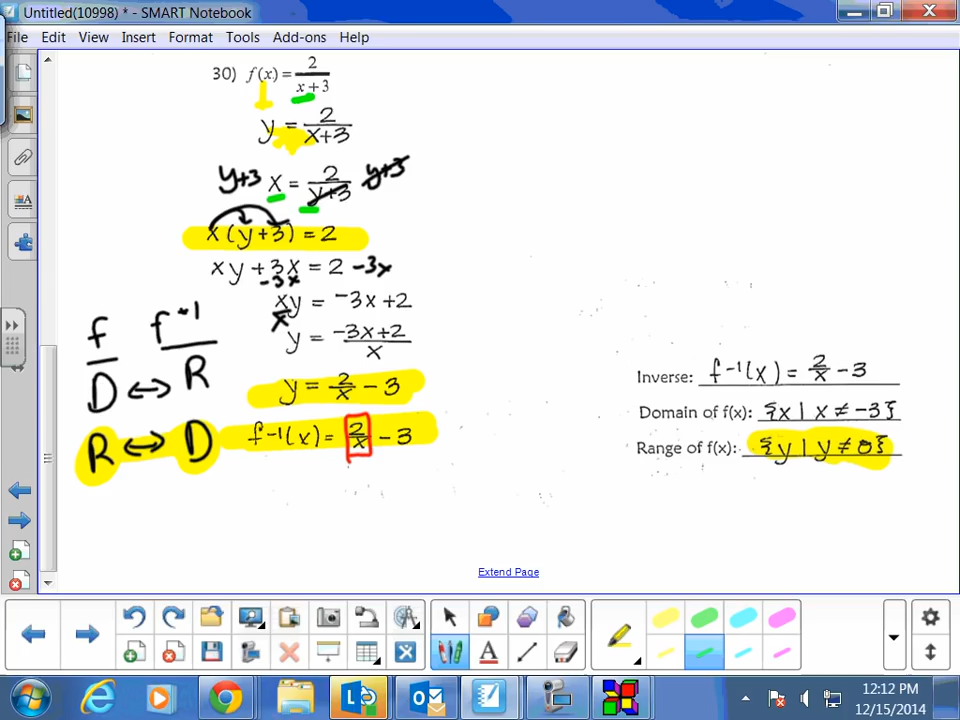 Untitled(10998) * - SMART Notebook
File Edit View Insert Format Tools Add-ons Help
30) f(x) = 2/(x+3)
y = 2/(x+3)
y+3 x = 2/(y+3) y+3
x(y+3) = 2
xy + 3x = 2 -3x
-3x
xy = -3x+2
x
y = (-3x+2)/x
f f-1
D ↔ R
y = 2/x - 3
R ↔ D
f-1(x) = 2/x - 3
Inverse: f-1(x) = 2/x - 3
Domain of f(x): {x | x ≠ -3}
Range of f(x): {y | y ≠ 0}
Extend Page
12:12 PM
12/15/2014